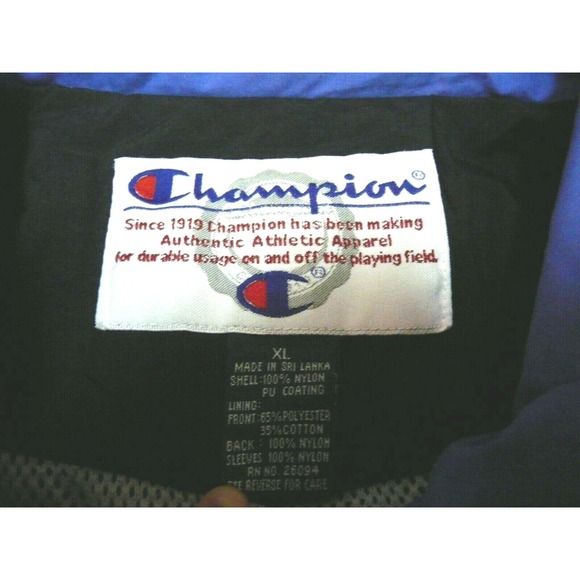 Champion®
Since 1919 Champion has been making
Authentic Athletic Apparel
for durable usage on and off the playing field.
XL
MADE IN SRI LANKA
SHELL:100% NYLON
PU COATING
LINING:
FRONT:65%POLYESTER
35%COTTON
BACK : 100% NYLON
SLEEVES 100% NYLON
RN NO. 26094
SEE REVERSE FOR CARE